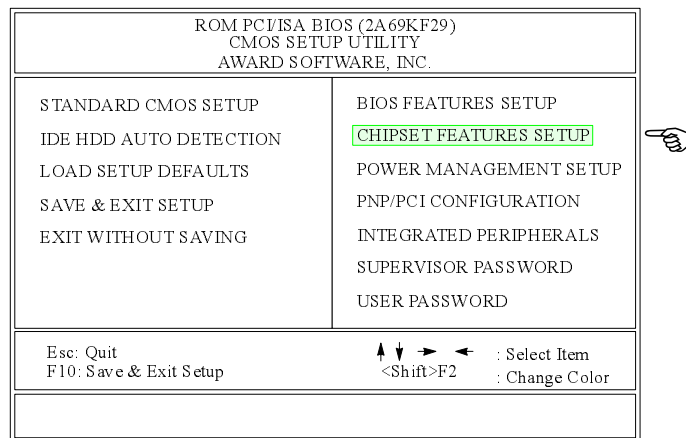 ROM PCI/ISA BIOS (2A69KF29)
CMOS SETUP UTILITY
AWARD SOFTWARE, INC.
STANDARD CMOS SETUP
IDE HDD AUTO DETECTION
LOAD SETUP DEFAULTS
SAVE & EXIT SETUP
EXIT WITHOUT SAVING
BIOS FEATURES SETUP
CHIPSET FEATURES SETUP
POWER MANAGEMENT SETUP
PNP/PCI CONFIGURATION
INTEGRATED PERIPHERALS
SUPERVISOR PASSWORD
USER PASSWORD
Esc: Quit
F10: Save & Exit Setup
: Select Item
<Shift>F2 : Change Color